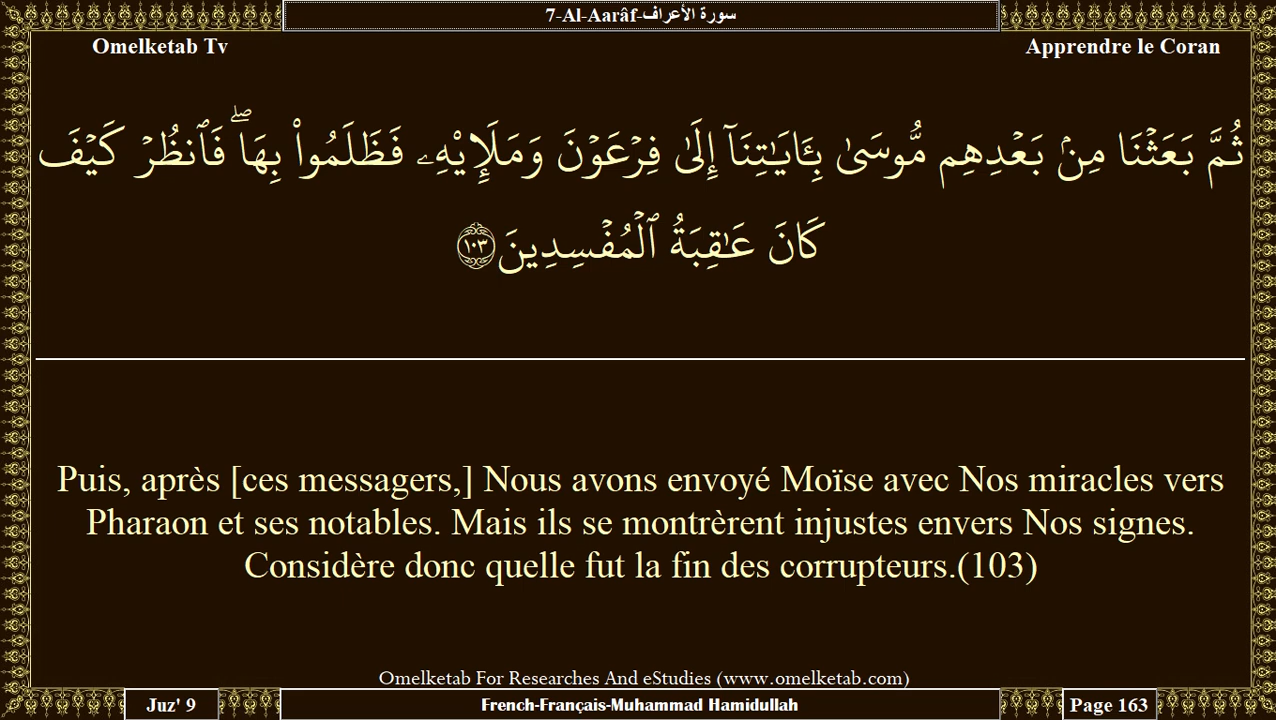 7-Al-Aarâf-سورة الأعراف
Omelketab Tv
Apprendre le Coran
ثُمَّ بَعَثْنَا مِنۢ بَعْدِهِم مُّوسَىٰ بِـَٔايَـٰتِنَآ إِلَىٰ فِرْعَوْنَ وَمَلَإِي۟هِۦ فَظَلَمُوا۟ بِهَا ۖ فَٱنظُرْ كَيْفَ
كَانَ عَـٰقِبَةُ ٱلْمُفْسِدِينَ ١٠٣
Puis, après [ces messagers,] Nous avons envoyé Moïse avec Nos miracles vers
Pharaon et ses notables. Mais ils se montrèrent injustes envers Nos signes.
Considère donc quelle fut la fin des corrupteurs.(103)
Omelketab For Researches And eStudies (www.omelketab.com)
Juz' 9
French-Français-Muhammad Hamidullah
Page 163